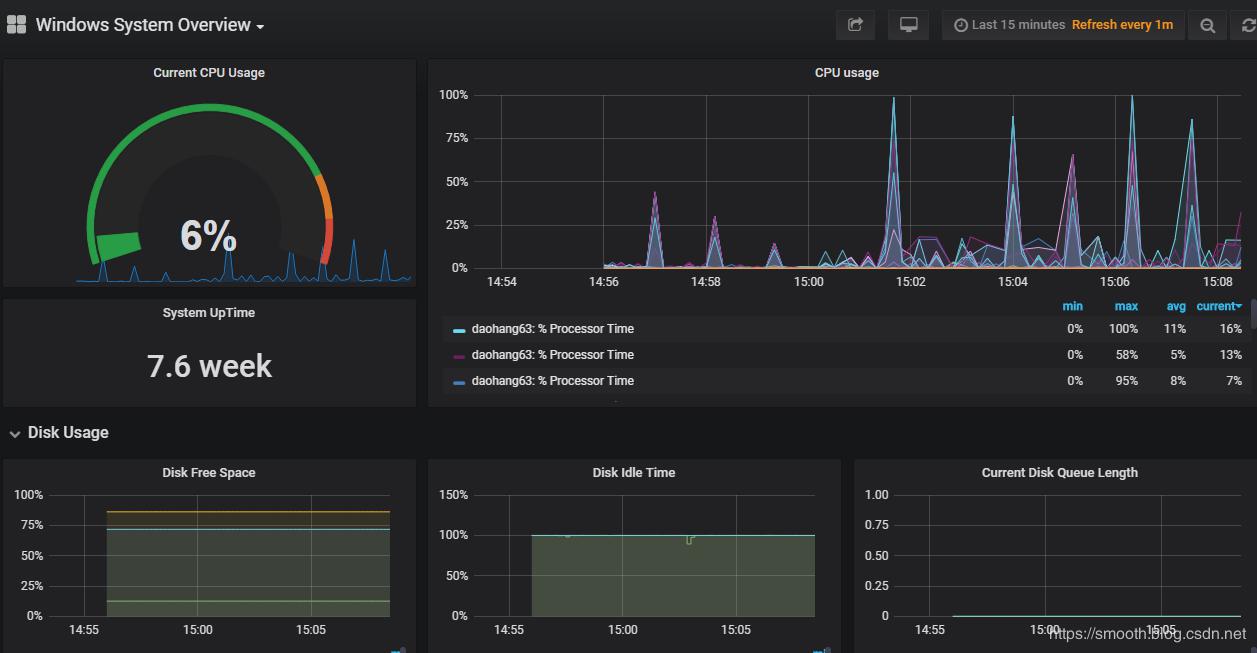 Windows System Overview
Last 15 minutes Refresh every 1m
Current CPU Usage
6%
System UpTime
7.6 week
CPU usage
100%
75%
50%
25%
0%
14:54 14:56 14:58 15:00 15:02 15:04 15:06 15:08
min max avg current
daohang63: % Processor Time 0% 100% 11% 16%
daohang63: % Processor Time 0% 58% 5% 13%
daohang63: % Processor Time 0% 95% 8% 7%
Disk Usage
Disk Free Space
100%
75%
50%
25%
0%
14:55 15:00 15:05
Disk Idle Time
150%
100%
50%
0%
14:55 15:00 15:05
Current Disk Queue Length
1.00
0.75
0.50
0.25
0
14:55 15:00 15:05
https://smooth.blog.csdn.net